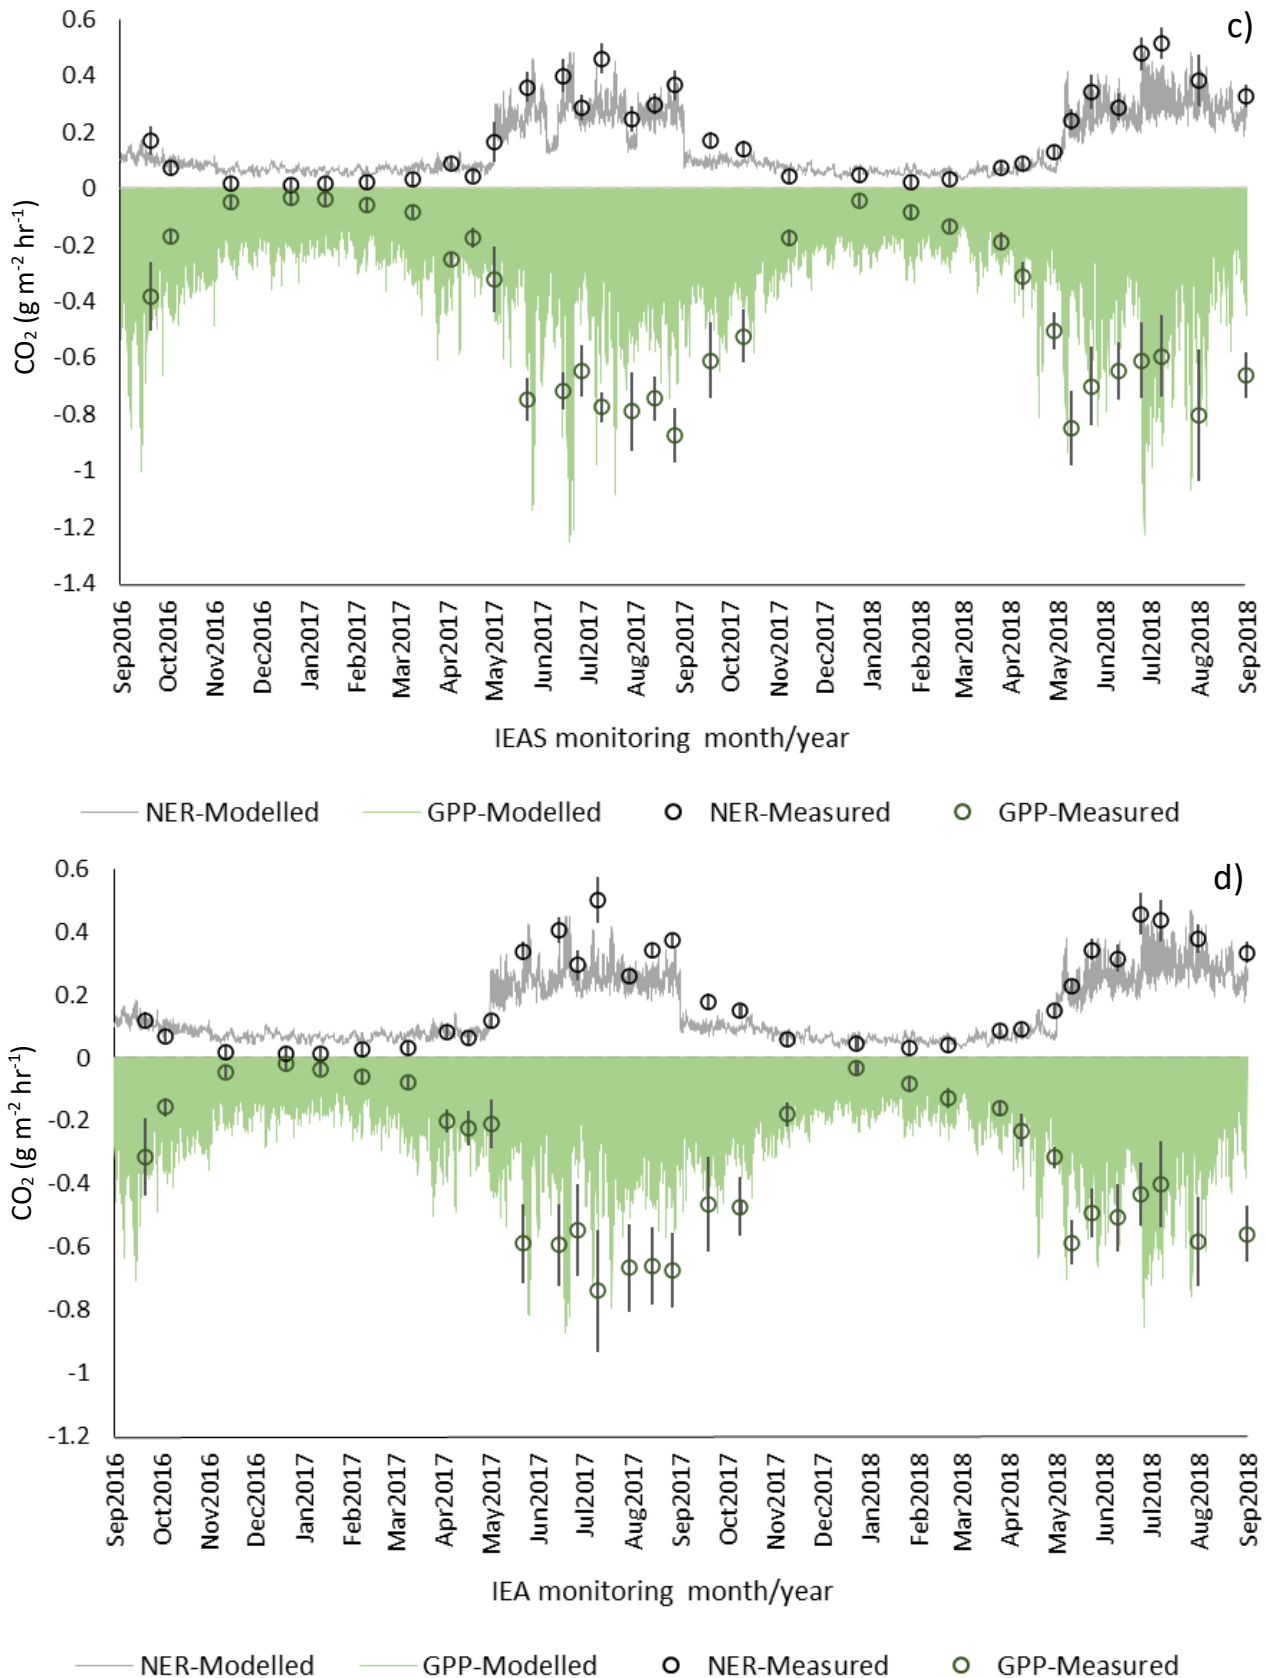 c)
0.6
0.4
0.2
0
-0.2
-0.4
-0.6
-0.8
-1
-1.2
-1.4
CO₂ (g m⁻² hr⁻¹)
Sep2016
Oct2016
Nov2016
Dec2016
Jan2017
Feb2017
Mar2017
Apr2017
May2017
Jun2017
Jul2017
Aug2017
Sep2017
Oct2017
Nov2017
Dec2017
Jan2018
Feb2018
Mar2018
Apr2018
May2018
Jun2018
Jul2018
Aug2018
Sep2018
IEAS monitoring month/year
NER-Modelled GPP-Modelled NER-Measured GPP-Measured
d)
0.6
0.4
0.2
0
-0.2
-0.4
-0.6
-0.8
-1
-1.2
CO₂ (g m⁻² hr⁻¹)
Sep2016
Oct2016
Nov2016
Dec2016
Jan2017
Feb2017
Mar2017
Apr2017
May2017
Jun2017
Jul2017
Aug2017
Sep2017
Oct2017
Nov2017
Dec2017
Jan2018
Feb2018
Mar2018
Apr2018
May2018
Jun2018
Jul2018
Aug2018
Sep2018
IEA monitoring month/year
NER-Modelled GPP-Modelled NER-Measured GPP-Measured